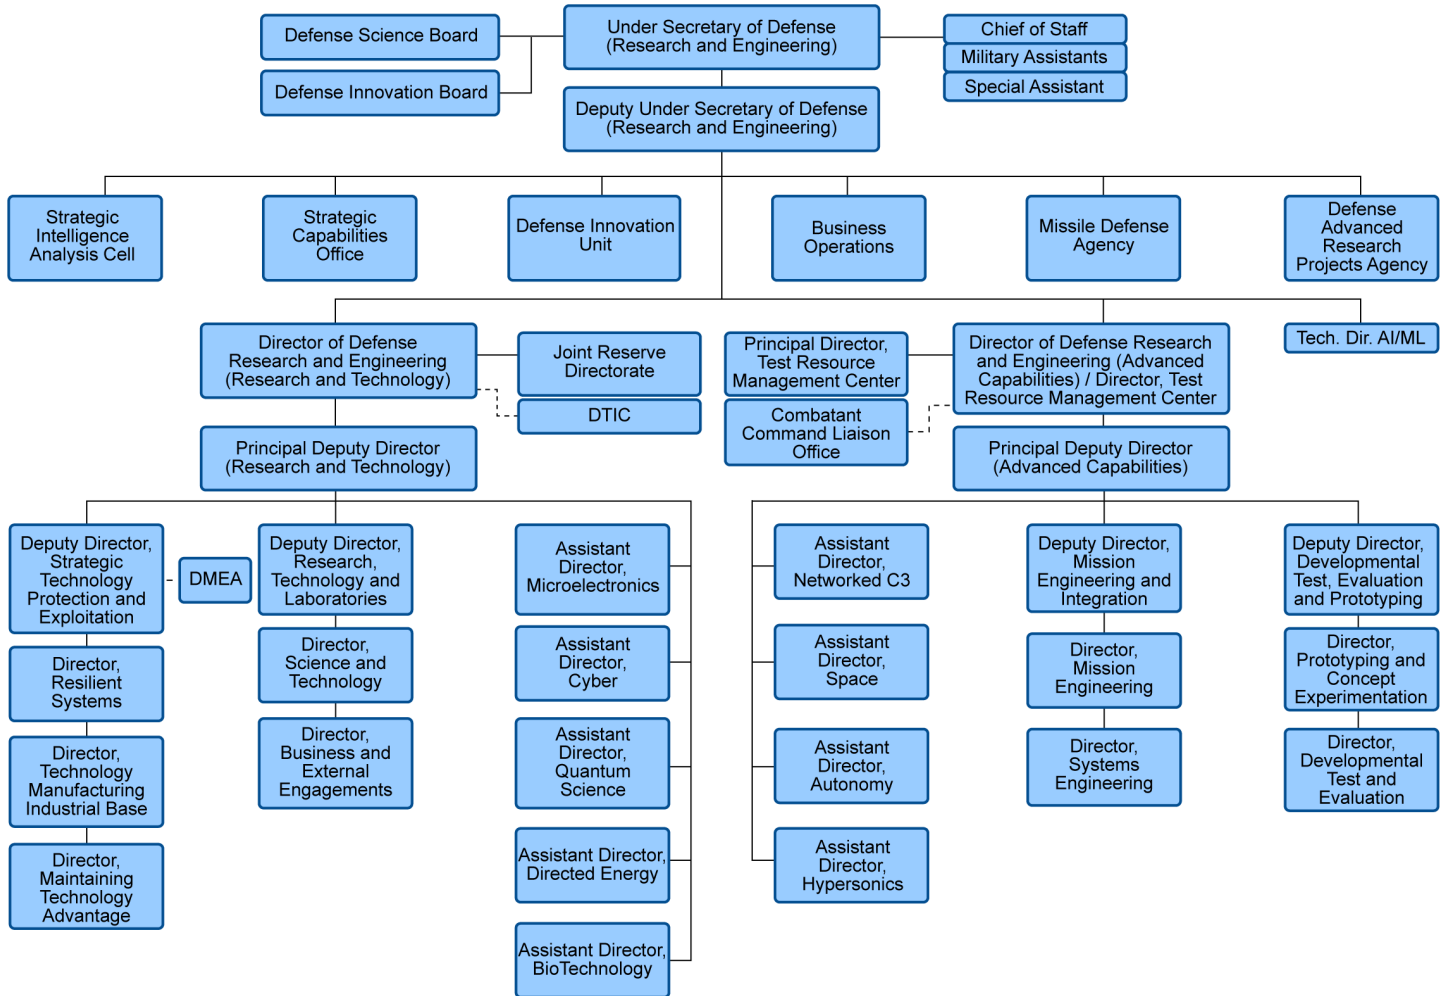 Defense Science Board
Under Secretary of Defense
(Research and Engineering)
Chief of Staff
Military Assistants
Special Assistant
Defense Innovation Board
Deputy Under Secretary of Defense
(Research and Engineering)
Strategic
Intelligence
Analysis Cell
Strategic
Capabilities
Office
Defense Innovation
Unit
Business
Operations
Missile Defense
Agency
Defense
Advanced
Research
Projects Agency
Director of Defense
Research and Engineering
(Research and Technology)
Joint Reserve
Directorate
DTIC
Principal Director,
Test Resource
Management Center
Combatant
Command Liaison
Office
Director of Defense Research
and Engineering (Advanced
Capabilities) / Director, Test
Resource Management Center
Tech. Dir. AI/ML
Principal Deputy Director
(Research and Technology)
Principal Deputy Director
(Advanced Capabilities)
Deputy Director,
Strategic
Technology
Protection and
Exploitation
DMEA
Director,
Resilient
Systems
Director,
Technology
Manufacturing
Industrial Base
Director,
Maintaining
Technology
Advantage
Deputy Director,
Research,
Technology and
Laboratories
Director,
Science and
Technology
Director,
Business and
External
Engagements
Assistant
Director,
Microelectronics
Assistant
Director,
Cyber
Assistant
Director,
Quantum
Science
Assistant Director,
Directed Energy
Assistant Director,
BioTechnology
Assistant
Director,
Networked C3
Assistant
Director,
Space
Assistant
Director,
Autonomy
Assistant
Director,
Hypersonics
Deputy Director,
Mission
Engineering and
Integration
Director,
Mission
Engineering
Director,
Systems
Engineering
Deputy Director,
Developmental
Test, Evaluation
and Prototyping
Director,
Prototyping and
Concept
Experimentation
Director,
Developmental
Test and
Evaluation